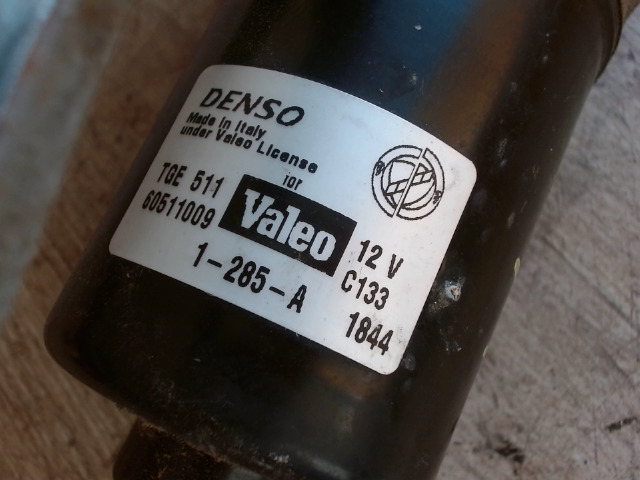 DENSO
Made in Italy
under Valeo License
for
TGE 511
60511009
Valeo
12 V
C133
1-285-A
1844